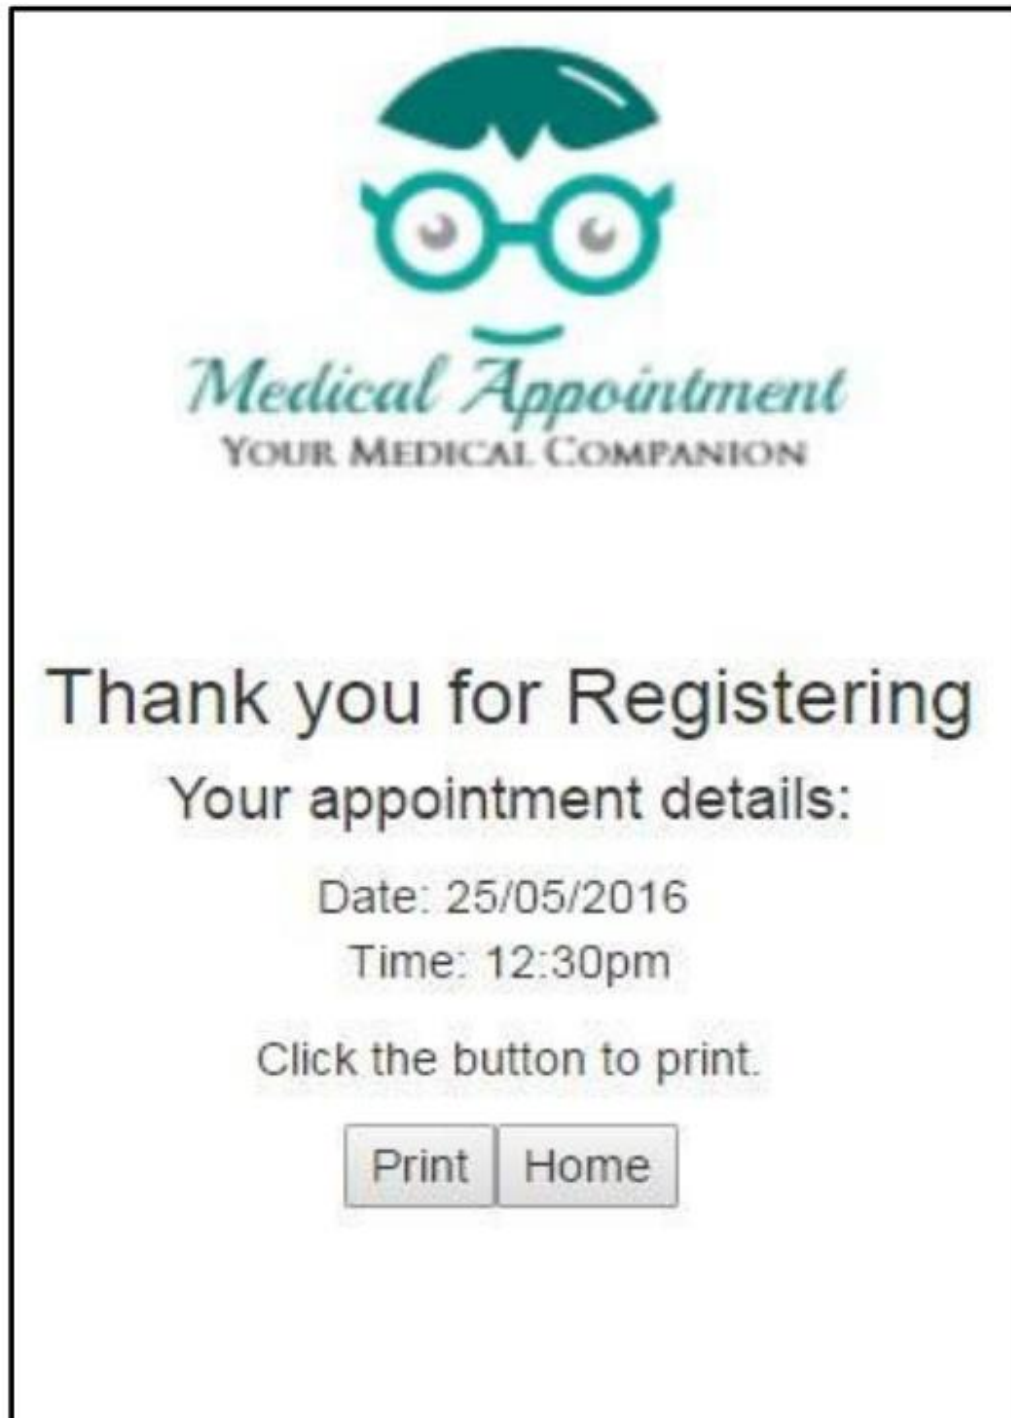 Medical Appointment
YOUR MEDICAL COMPANION
Thank you for Registering
Your appointment details:
Date: 25/05/2016
Time: 12:30pm
Click the button to print.
Print Home